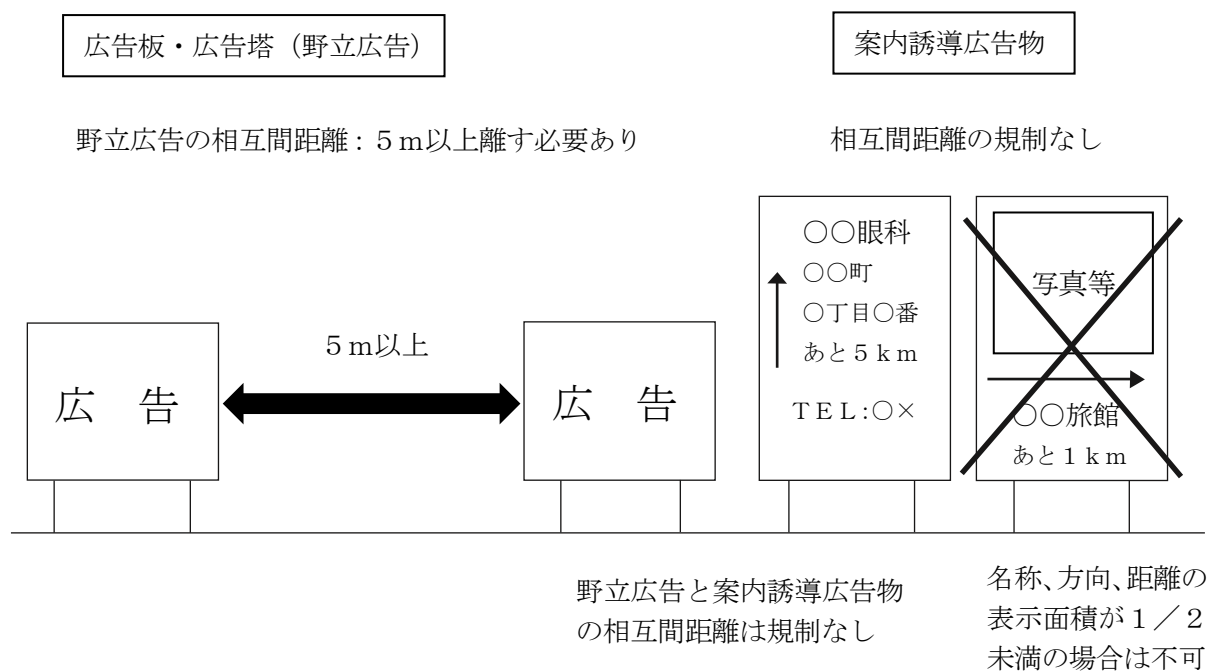 広告板・広告塔（野立広告）
案内誘導広告物
野立広告の相互間距離：５ｍ以上離す必要あり
相互間距離の規制なし
広　告
５ｍ以上
広　告
○○眼科
○○町
○丁目○番
あと５ｋｍ
ＴＥＬ:○×
写真等
○○旅館
あと１ｋｍ
野立広告と案内誘導広告物
の相互間距離は規制なし
名称、方向、距離の
表示面積が１／２
未満の場合は不可